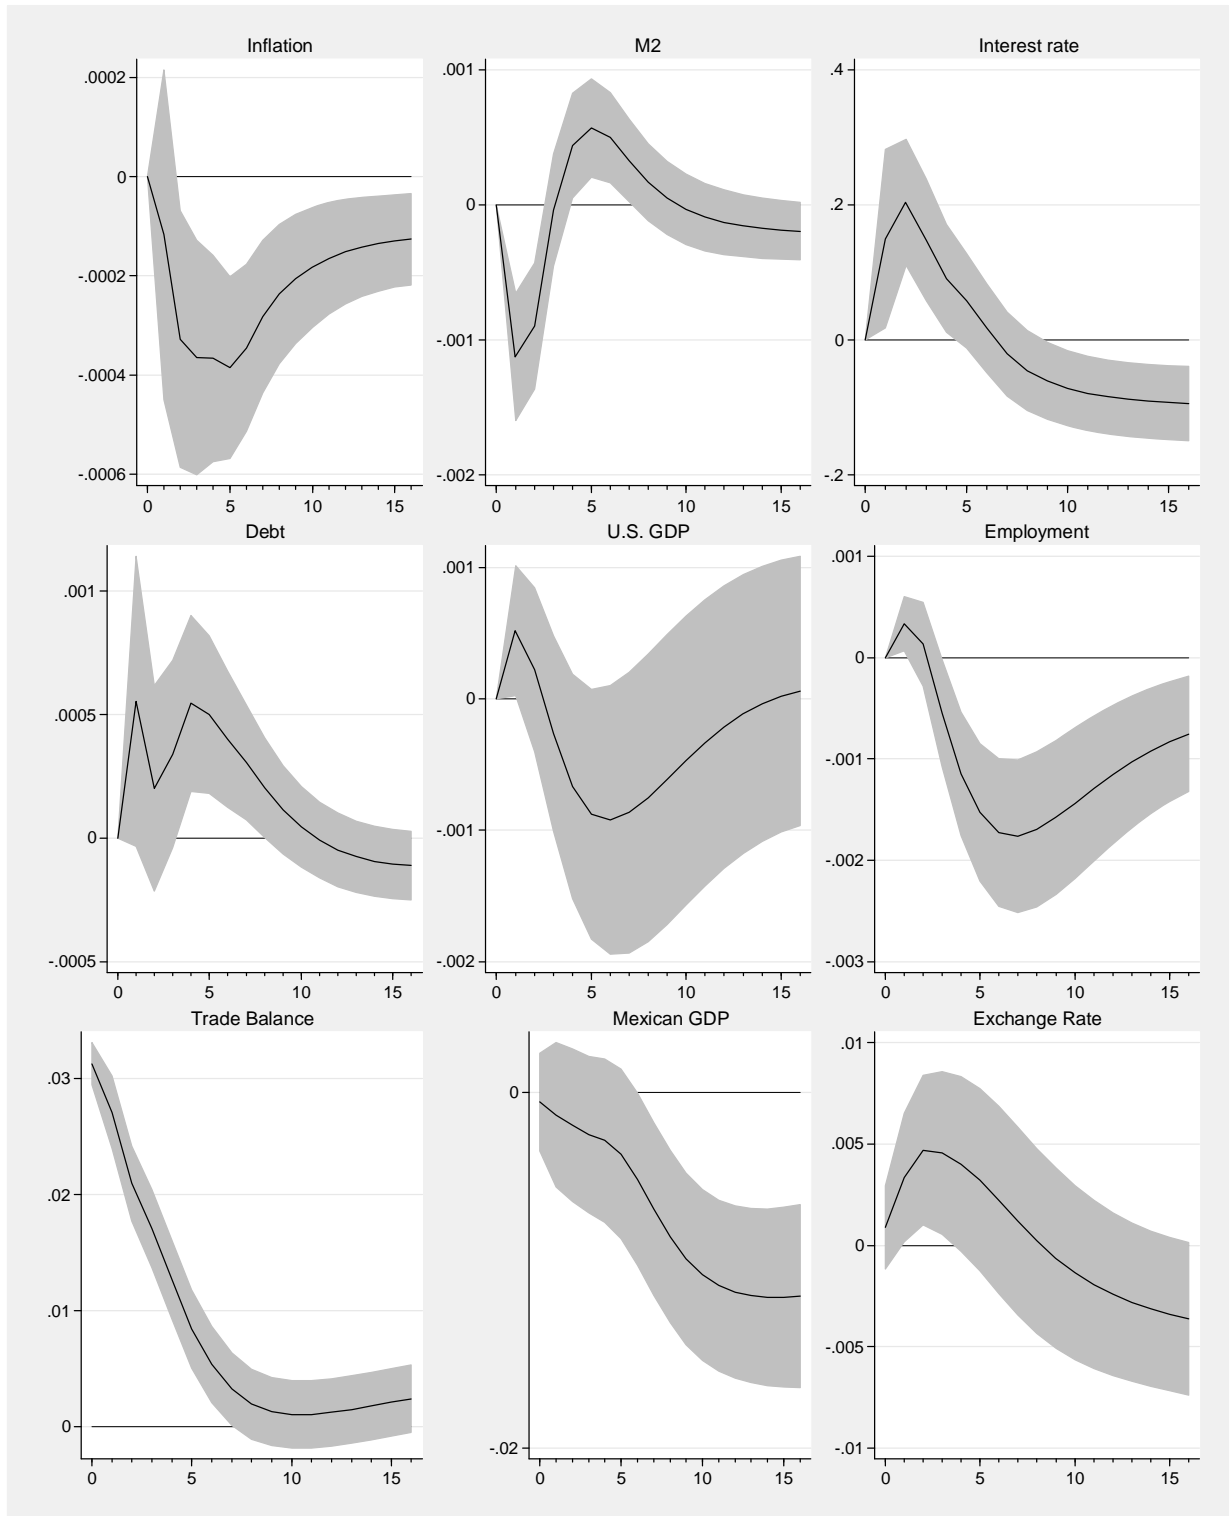 Inflation
.0002
0
-.0002
-.0004
-.0006
0 5 10 15
M2
.001
0
-.001
-.002
0 5 10 15
Interest rate
.4
.2
0
-.2
0 5 10 15
Debt
.001
.0005
0
-.0005
0 5 10 15
U.S. GDP
.001
0
-.001
-.002
0 5 10 15
Employment
.001
0
-.001
-.002
-.003
0 5 10 15
Trade Balance
.03
.02
.01
0
0 5 10 15
Mexican GDP
0
-.02
0 5 10 15
Exchange Rate
.01
.005
0
-.005
-.01
0 5 10 15